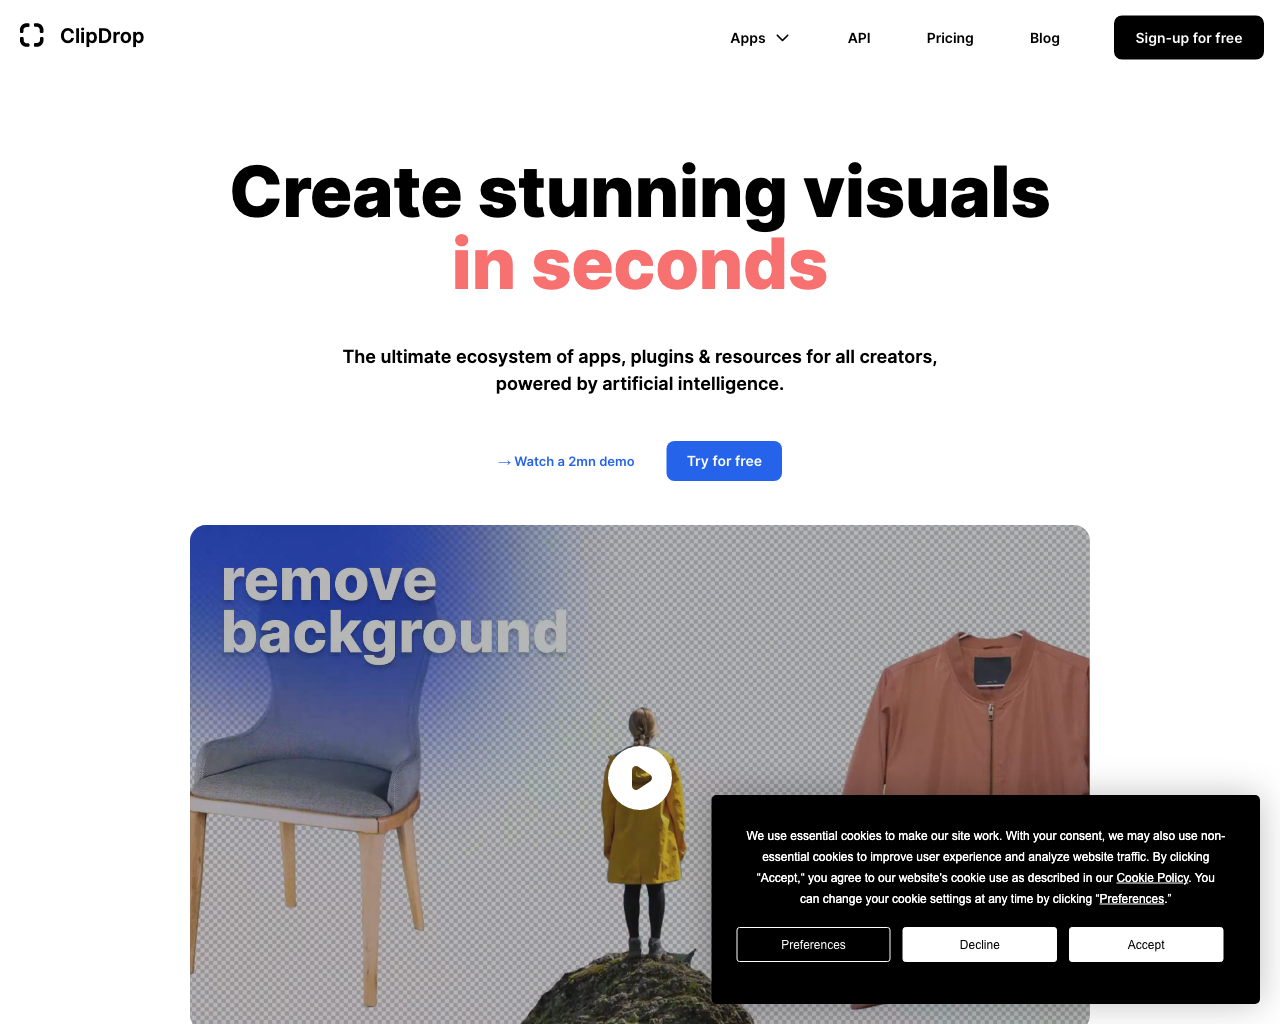 ClipDrop
Apps
API
Pricing
Blog
Sign-up for free
Create stunning visuals
in seconds
The ultimate ecosystem of apps, plugins & resources for all creators,
powered by artificial intelligence.
→ Watch a 2mn demo
Try for free
remove
background
We use essential cookies to make our site work. With your consent, we may also use non-
essential cookies to improve user experience and analyze website traffic. By clicking
“Accept,” you agree to our website's cookie use as described in our Cookie Policy. You
can change your cookie settings at any time by clicking “Preferences.”
Preferences
Decline
Accept